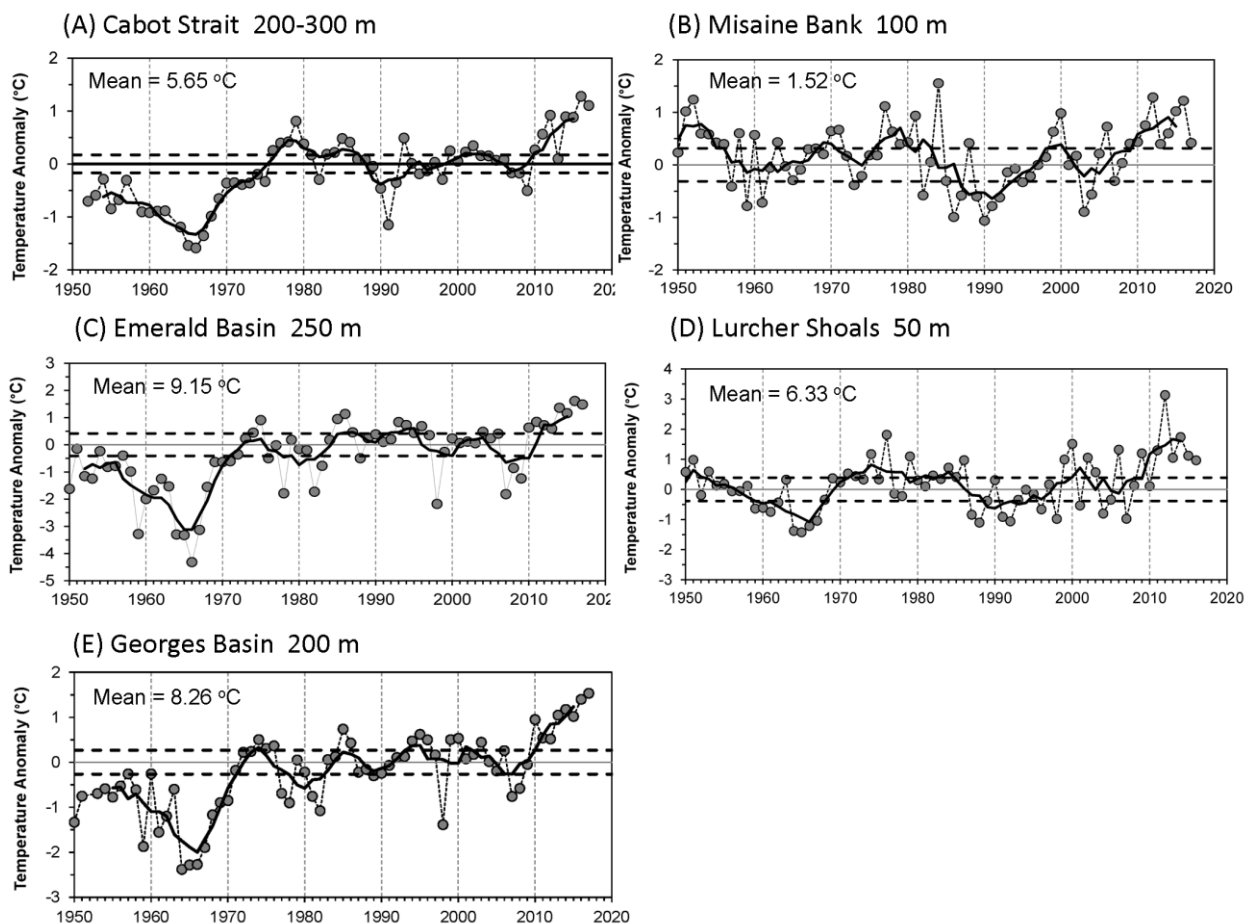 (A) Cabot Strait 200-300 m
Temperature Anomaly (°C)
Mean = 5.65 °C
2
1
0
-1
-2
1950 1960 1970 1980 1990 2000 2010 202
(B) Misaine Bank 100 m
Temperature Anomaly (°C)
Mean = 1.52 °C
2
1
0
-1
-2
1950 1960 1970 1980 1990 2000 2010 2020
(C) Emerald Basin 250 m
Temperature Anomaly (°C)
Mean = 9.15 °C
3
2
1
0
-1
-2
-3
-4
-5
1950 1960 1970 1980 1990 2000 2010 202
(D) Lurcher Shoals 50 m
Temperature Anomaly (°C)
Mean = 6.33 °C
4
3
2
1
0
-1
-2
-3
1950 1960 1970 1980 1990 2000 2010 2020
(E) Georges Basin 200 m
Temperature Anomaly (°C)
Mean = 8.26 °C
2
1
0
-1
-2
-3
1950 1960 1970 1980 1990 2000 2010 2020